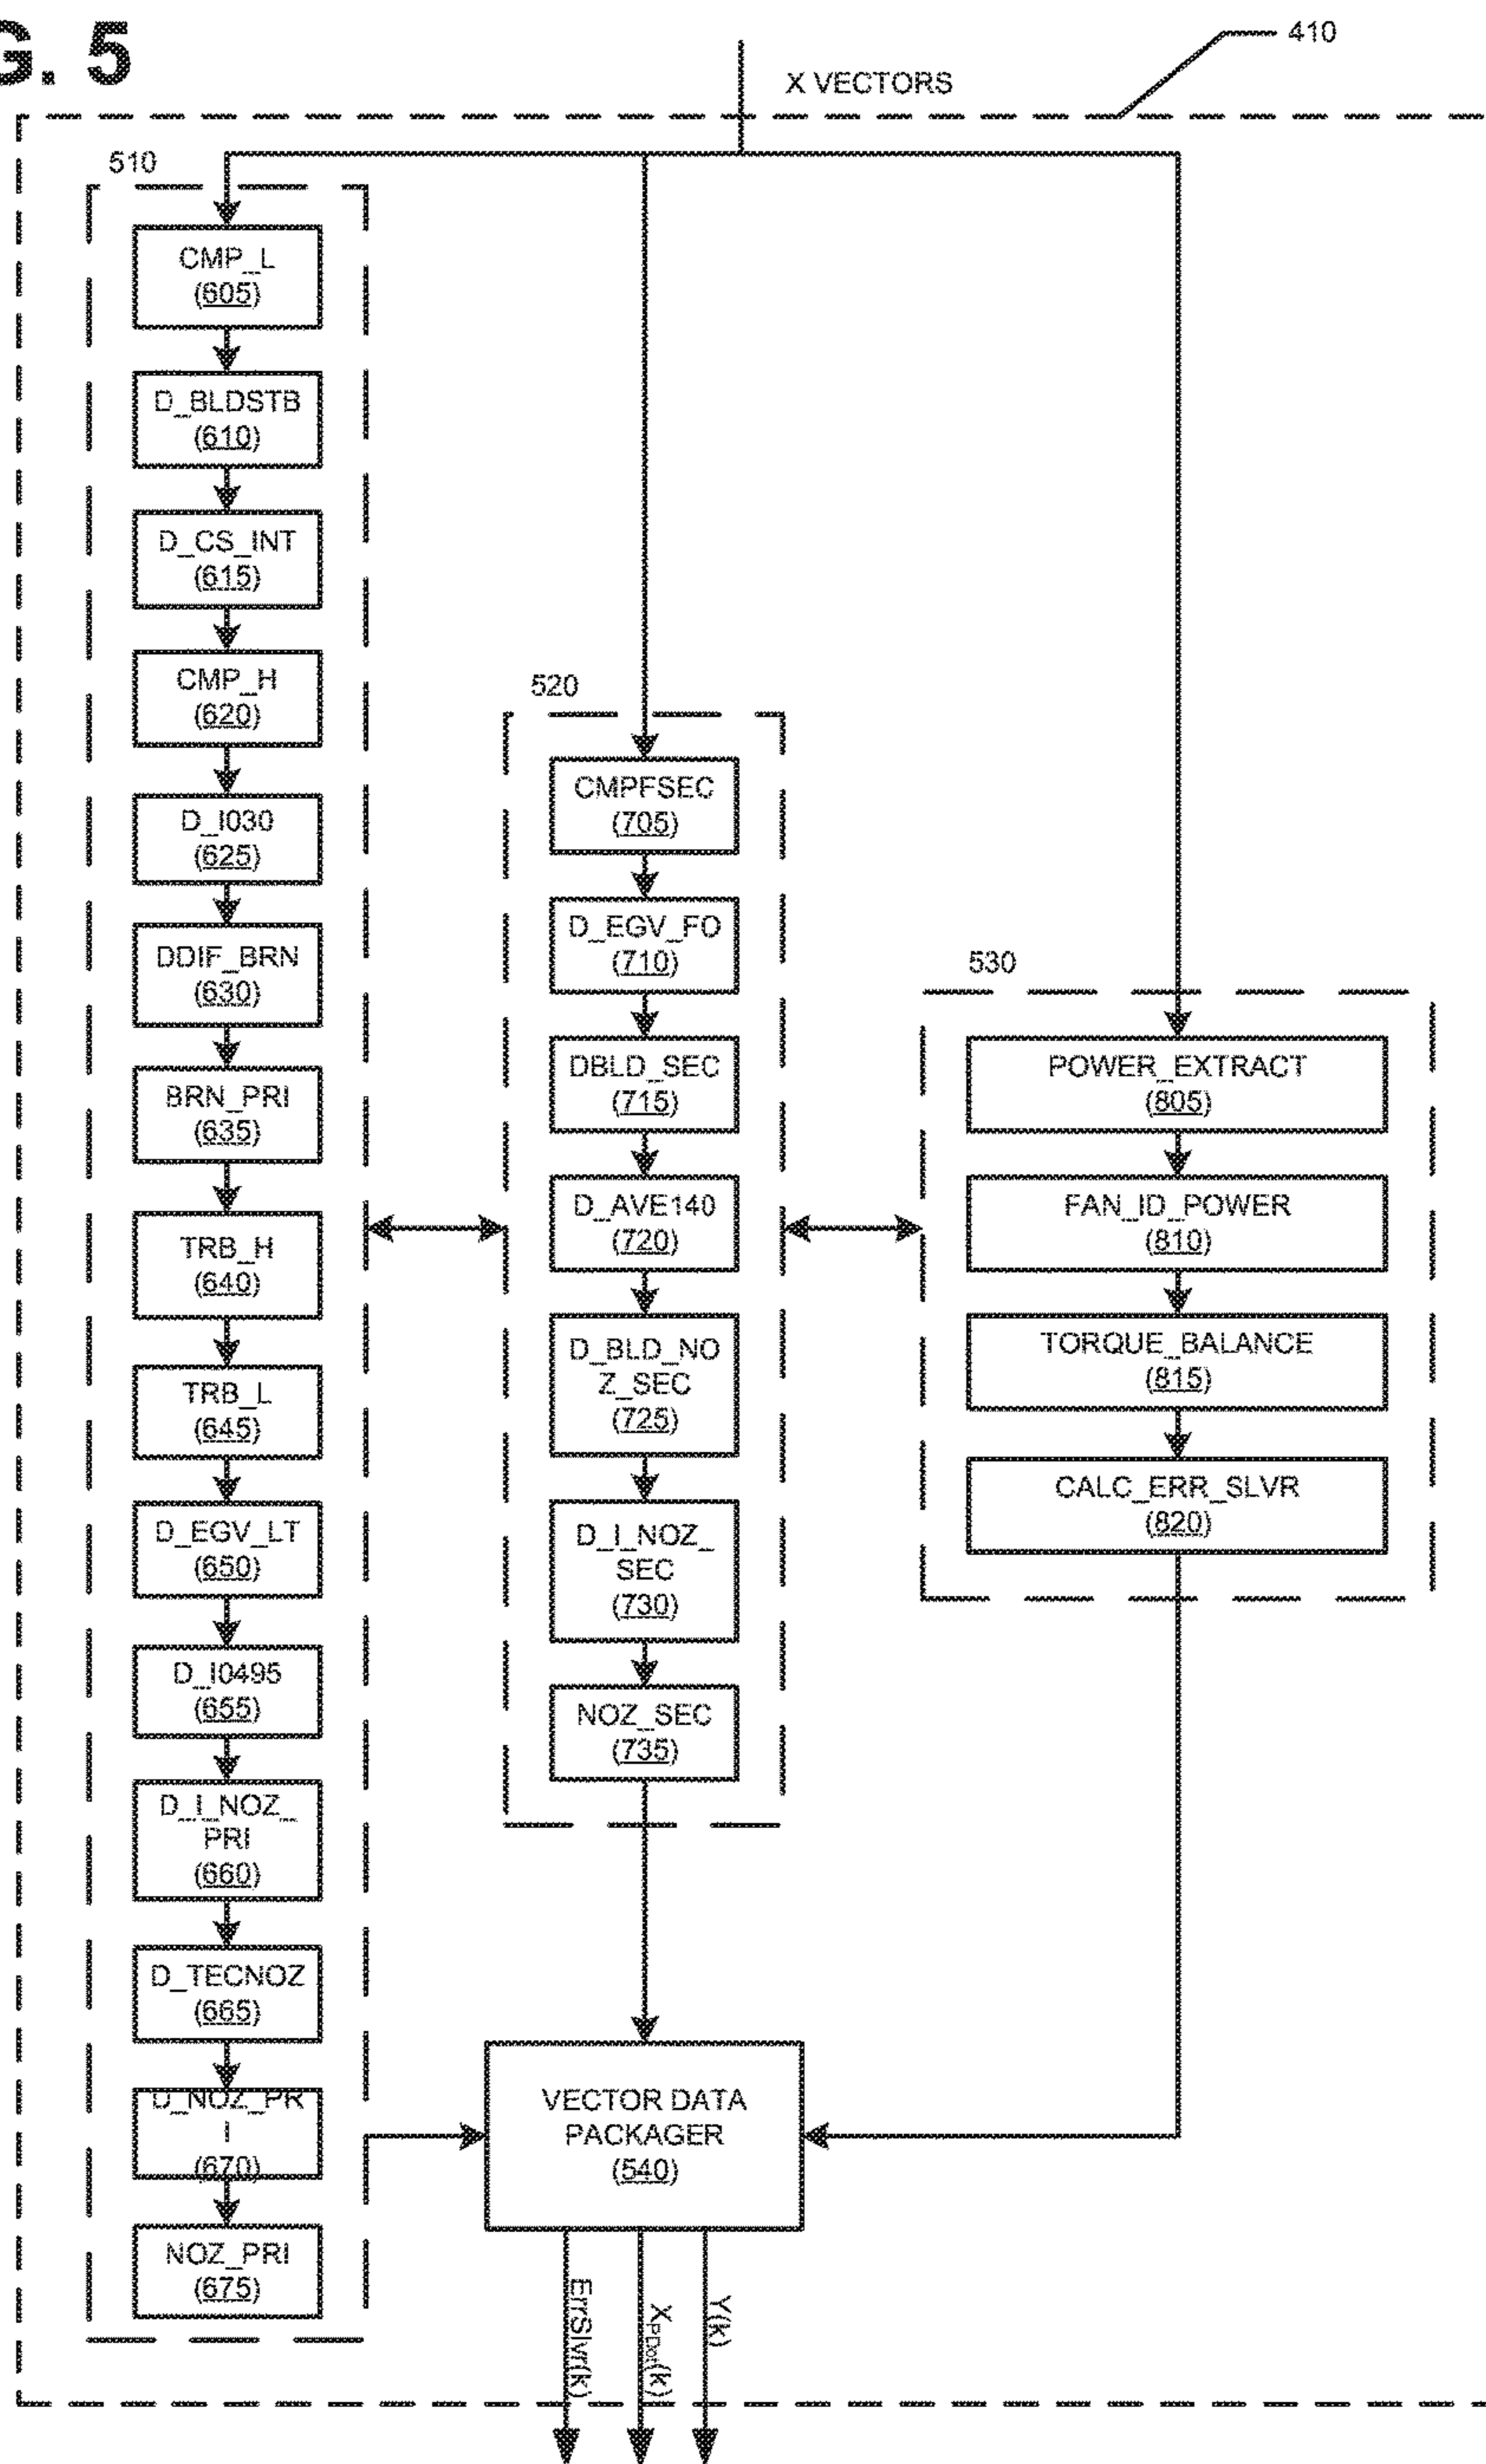 G. 5
410
X VECTORS
510
CMP_L
(605)
D_BLDSTB
(610)
D_CS_INT
(615)
CMP_H
(620)
D_I030
(625)
DDIF_BRN
(630)
BRN_PRI
(635)
TRB_H
(640)
TRB_L
(645)
D_EGV_LT
(650)
D_I0495
(655)
D_I_NOZ_
PRI
(660)
D_TECNOZ
(665)
D_NOZ_PR
I
(670)
NOZ_PRI
(675)
520
CMPFSEC
(705)
D_EGV_FO
(710)
DBLD_SEC
(715)
D_AVE140
(720)
D_BLD_NO
Z_SEC
(725)
D_I_NOZ_
SEC
(730)
NOZ_SEC
(735)
530
POWER_EXTRACT
(805)
FAN_ID_POWER
(810)
TORQUE_BALANCE
(815)
CALC_ERR_SLVR
(820)
VECTOR DATA
PACKAGER
(540)
ErrSlvr(k)
XPDot(k)
Y(k)